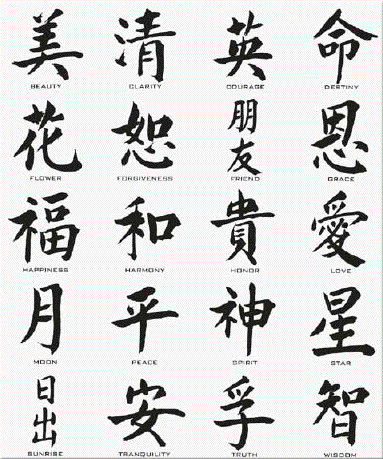 美 清 英 命
BEAUTY CLARITY COURAGE DESTINY
花 恕 朋友 恩
FLOWER FORGIVENESS FRIEND GRACE
福 和 貴 愛
HAPPINESS HARMONY HONOR LOVE
月 平 神 星
MOON PEACE SPIRIT STAR
日出 安 孚 智
SUNRISE TRANQUILITY TRUTH WISDOM